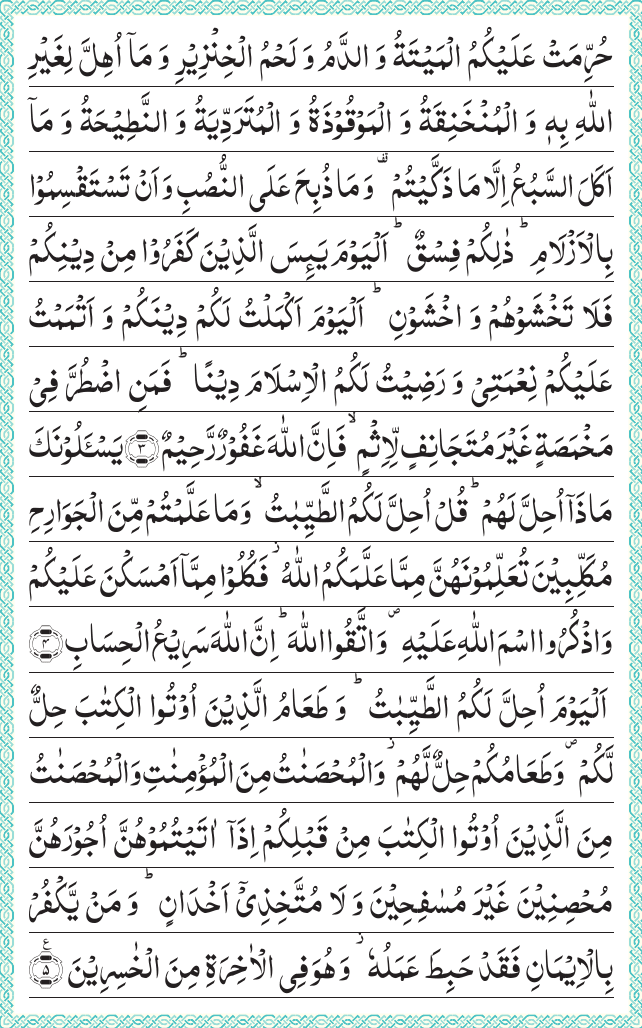 حُرِّمَتْ عَلَیْكُمُ الْمَیْتَةُ وَ الدَّمُ وَ لَحْمُ الْخِنْزِیْرِ وَ مَاۤ اُهِلَّ لِغَیْرِ
اللّٰهِ بِهٖ وَ الْمُنْخَنِقَةُ وَ الْمَوْقُوْذَةُ وَ الْمُتَرَدِّیَةُ وَ النَّطِیْحَةُ وَ مَاۤ
اَكَلَ السَّبُعُ اِلَّا مَا ذَكَّیْتُمْ ۫ وَ مَا ذُبِحَ عَلَی النُّصُبِ وَ اَنْ تَسْتَقْسِمُوْا
بِالْاَزْلَامِ ؕ ذٰلِكُمْ فِسْقٌ ؕ اَلْیَوْمَ یَىِٕسَ الَّذِیْنَ كَفَرُوْا مِنْ دِیْنِكُمْ
فَلَا تَخْشَوْهُمْ وَ اخْشَوْنِ ؕ اَلْیَوْمَ اَكْمَلْتُ لَكُمْ دِیْنَكُمْ وَ اَتْمَمْتُ
عَلَیْكُمْ نِعْمَتِیْ وَ رَضِیْتُ لَكُمُ الْاِسْلَامَ دِیْنًا ؕ فَمَنِ اضْطُرَّ فِیْ
مَخْمَصَةٍ غَیْرَ مُتَجَانِفٍ لِّاِثْمٍ ۙ فَاِنَّ اللّٰهَ غَفُوْرٌ رَّحِیْمٌ ﴿۳﴾ یَسْـَٔلُوْنَكَ
مَا ذَاۤ اُحِلَّ لَهُمْ ؕ قُلْ اُحِلَّ لَكُمُ الطَّیِّبٰتُ ۙ وَ مَا عَلَّمْتُمْ مِّنَ الْجَوَارِحِ
مُكَلِّبِیْنَ تُعَلِّمُوْنَهُنَّ مِمَّا عَلَّمَكُمُ اللّٰهُ ؗ فَكُلُوْا مِمَّاۤ اَمْسَكْنَ عَلَیْكُمْ
وَ اذْكُرُوا اسْمَ اللّٰهِ عَلَیْهِ ۪ وَ اتَّقُوا اللّٰهَ ؕ اِنَّ اللّٰهَ سَرِیْعُ الْحِسَابِ ﴿۴﴾
اَلْیَوْمَ اُحِلَّ لَكُمُ الطَّیِّبٰتُ ؕ وَ طَعَامُ الَّذِیْنَ اُوْتُوا الْكِتٰبَ حِلٌّ
لَّكُمْ ۪ وَ طَعَامُكُمْ حِلٌّ لَّهُمْ ؗ وَ الْمُحْصَنٰتُ مِنَ الْمُؤْمِنٰتِ وَ الْمُحْصَنٰتُ
مِنَ الَّذِیْنَ اُوْتُوا الْكِتٰبَ مِنْ قَبْلِكُمْ اِذَاۤ اٰتَیْتُمُوْهُنَّ اُجُوْرَهُنَّ
مُحْصِنِیْنَ غَیْرَ مُسٰفِحِیْنَ وَ لَا مُتَّخِذِیْۤ اَخْدَانٍ ؕ وَ مَنْ یَّكْفُرْ
بِالْاِیْمَانِ فَقَدْ حَبِطَ عَمَلُهٗ ؗ وَ هُوَ فِی الْاٰخِرَةِ مِنَ الْخٰسِرِیْنَ ﴿۵﴾ ع